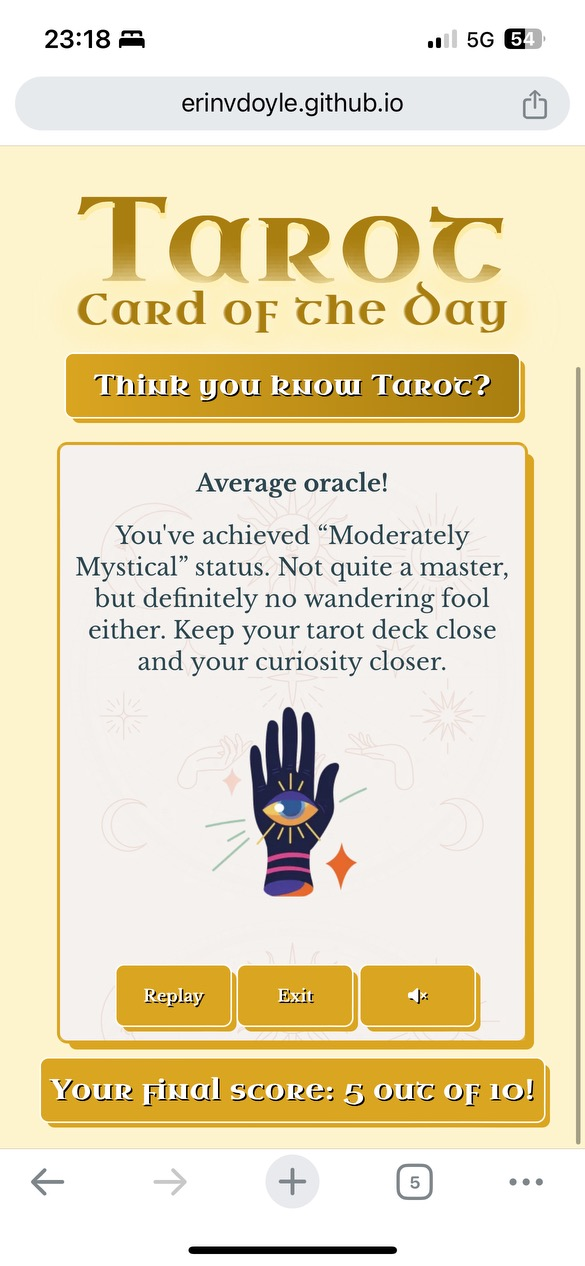 23:18
5G
54
erinvdoyle.github.io
Tarot
Card of the Day
Think you know Tarot?
Average oracle!
You've achieved “Moderately
Mystical” status. Not quite a master,
but definitely no wandering fool
either. Keep your tarot deck close
and your curiosity closer.
Replay
Exit
Your final score: 5 out of 10!
5